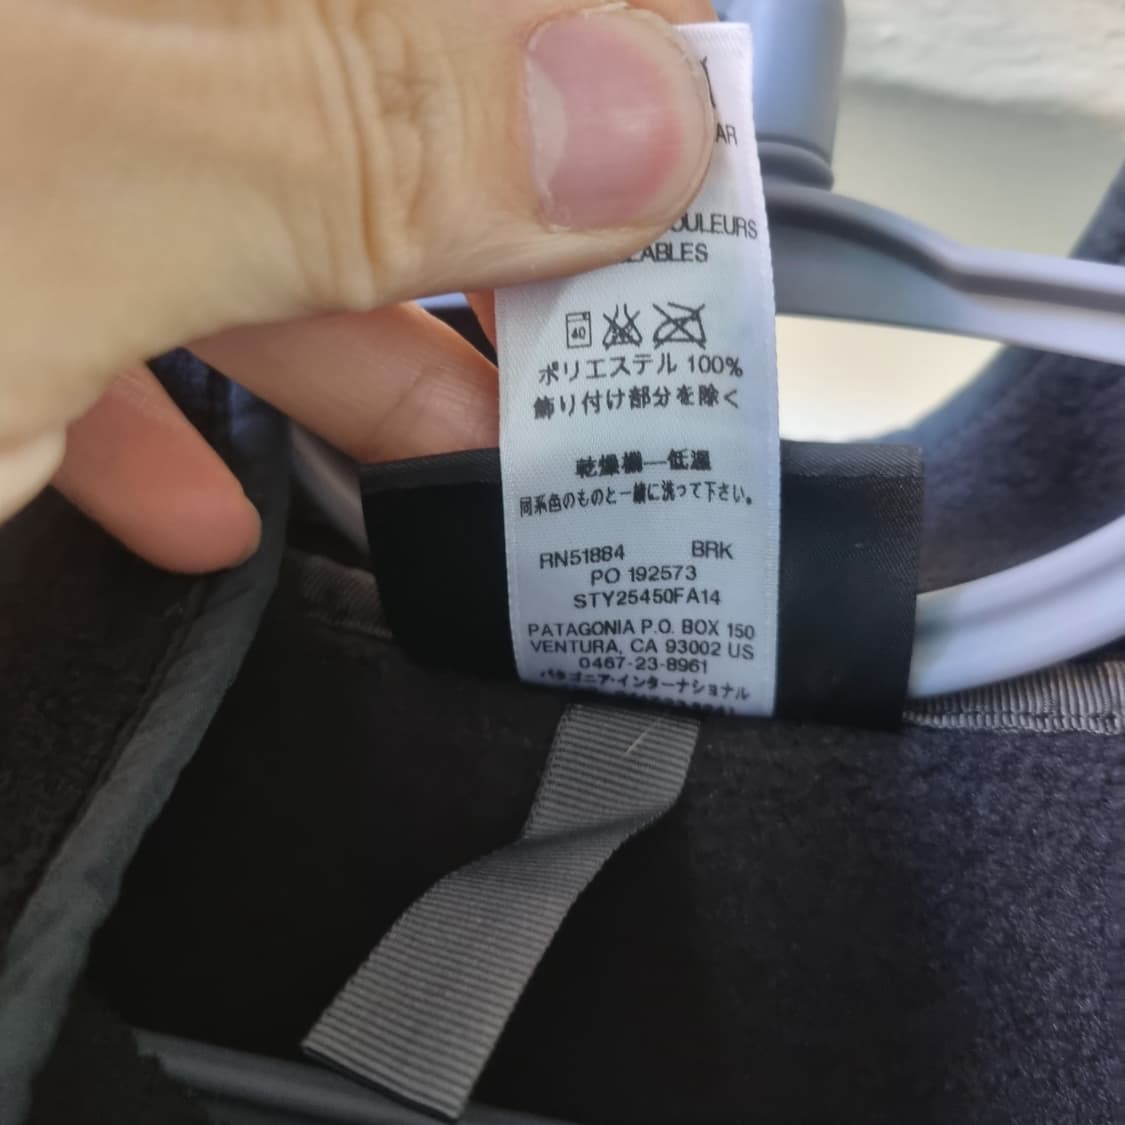 AR
OULEURS
LABLES
40
ポリエステル 100%
飾り付け部分を除く
乾燥機—低温
同系色のものと一緒に洗って下さい。
RN51884 BRK
PO 192573
STY25450FA14
PATAGONIA P.O. BOX 150
VENTURA, CA 93002 US
0467-23-8961
パタゴニア・インターナショナル